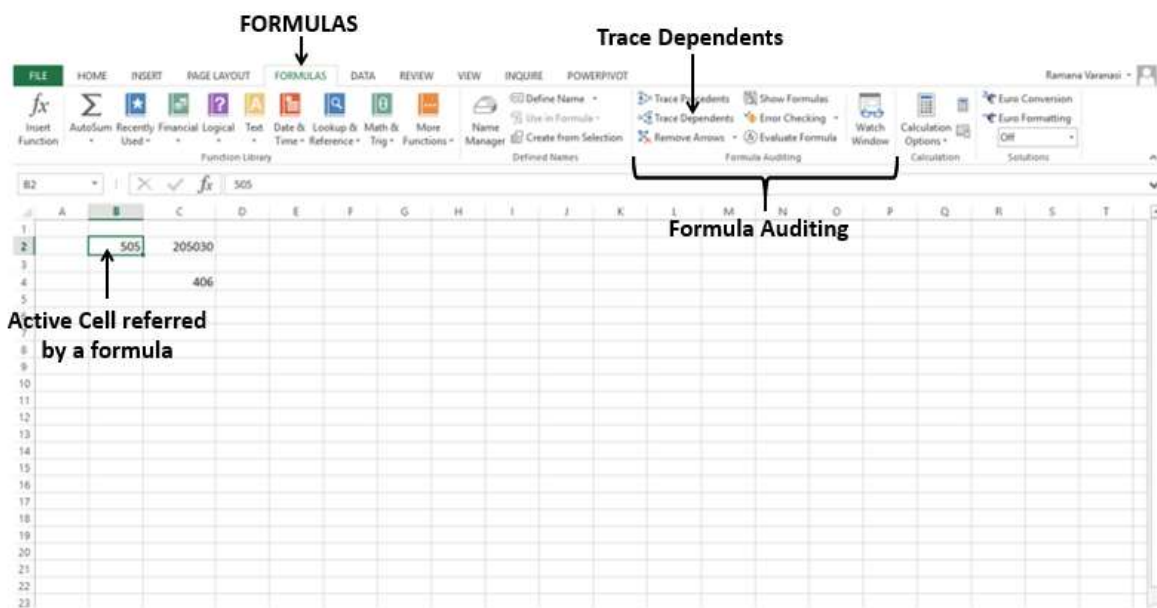 FORMULAS
Trace Dependents
FILE HOME INSERT PAGE LAYOUT FORMULAS DATA REVIEW VIEW INQUIRE POWERPIVOT Ramana Varanasi
fx Insert Function
AutoSum
Recently Used
Financial
Logical
Text
Date & Time
Lookup & Reference
Math & Trig
More Functions
Function Library
Name Manager
Define Name
Use in Formula
Create from Selection
Defined Names
Trace Precedents
Trace Dependents
Remove Arrows
Show Formulas
Error Checking
Evaluate Formula
Watch Window
Formula Auditing
Calculation Options
Calculation
Euro Conversion
Euro Formatting
Off
Solutions
B2 fx 505
A B C D E F G H I J K L M N O P Q R S T
Formula Auditing
1
2 505 205030
3
4 406
5
Active Cell referred
by a formula
8
9
10
11
12
13
14
15
16
17
18
19
20
21
22
23